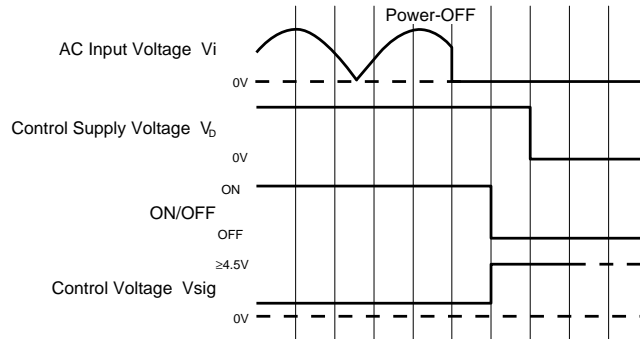 Power-OFF
AC Input Voltage Vi
0V
Control Supply Voltage V_D
0V
ON
ON/OFF
OFF
≥4.5V
Control Voltage Vsig
0V